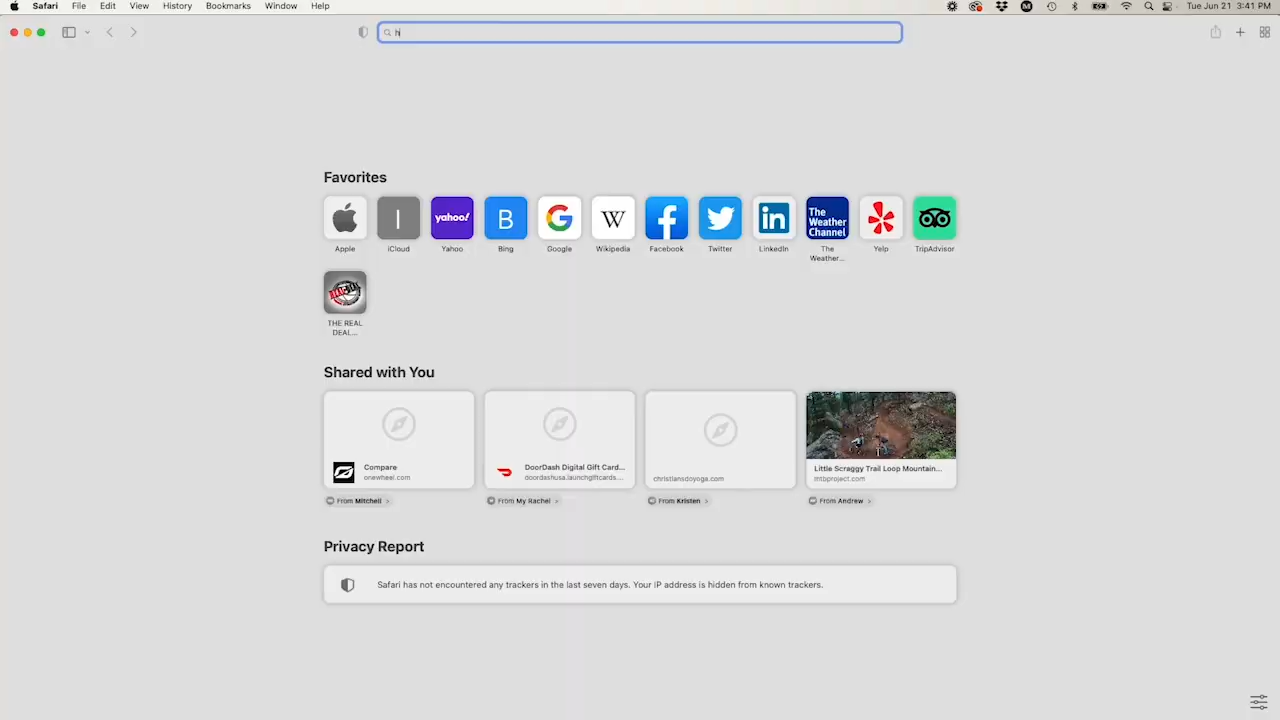 Safari File Edit View History Bookmarks Window Help
Tue Jun 21 3:41 PM
h
Favorites
I
yahoo!
B
W
in
The
Weather
Channel
Apple iCloud Yahoo Bing Google Wikipedia Facebook Twitter LinkedIn The Weather... Yelp TripAdvisor
THE REAL
DEAL...
Shared with You
Compare
onewheel.com
DoorDash Digital Gift Card...
doordashusa.launchgiftcards....
christiansdoyoga.com
Little Scraggy Trail Loop Mountain...
mtbproject.com
From Mitchell >
From My Rachel >
From Kristen >
From Andrew >
Privacy Report
Safari has not encountered any trackers in the last seven days. Your IP address is hidden from known trackers.